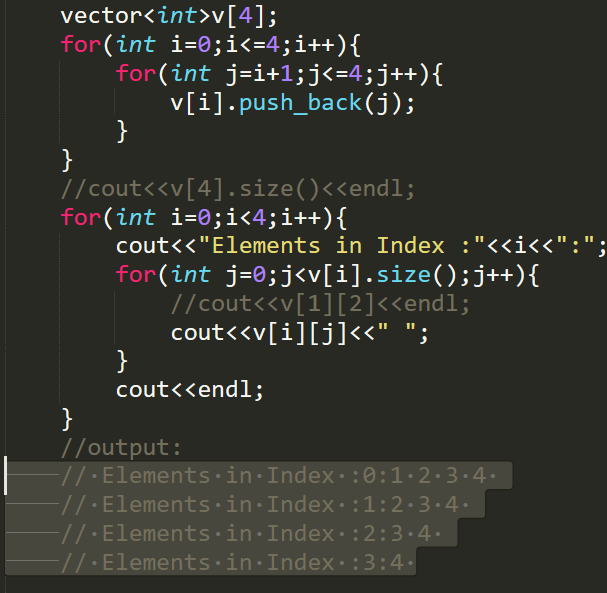 vector<int>v[4];
for(int i=0;i<=4;i++){
for(int j=i+1;j<=4;j++){
v[i].push_back(j);
}
}
//cout<<v[4].size()<<endl;
for(int i=0;i<4;i++){
cout<<"Elements in Index :"<<i<<":";
for(int j=0;j<v[i].size();j++){
//cout<<v[1][2]<<endl;
cout<<v[i][j]<<" ";
}
cout<<endl;
}
//output:
// Elements in Index :0:1 2 3 4
// Elements in Index :1:2 3 4
// Elements in Index :2:3 4
// Elements in Index :3:4